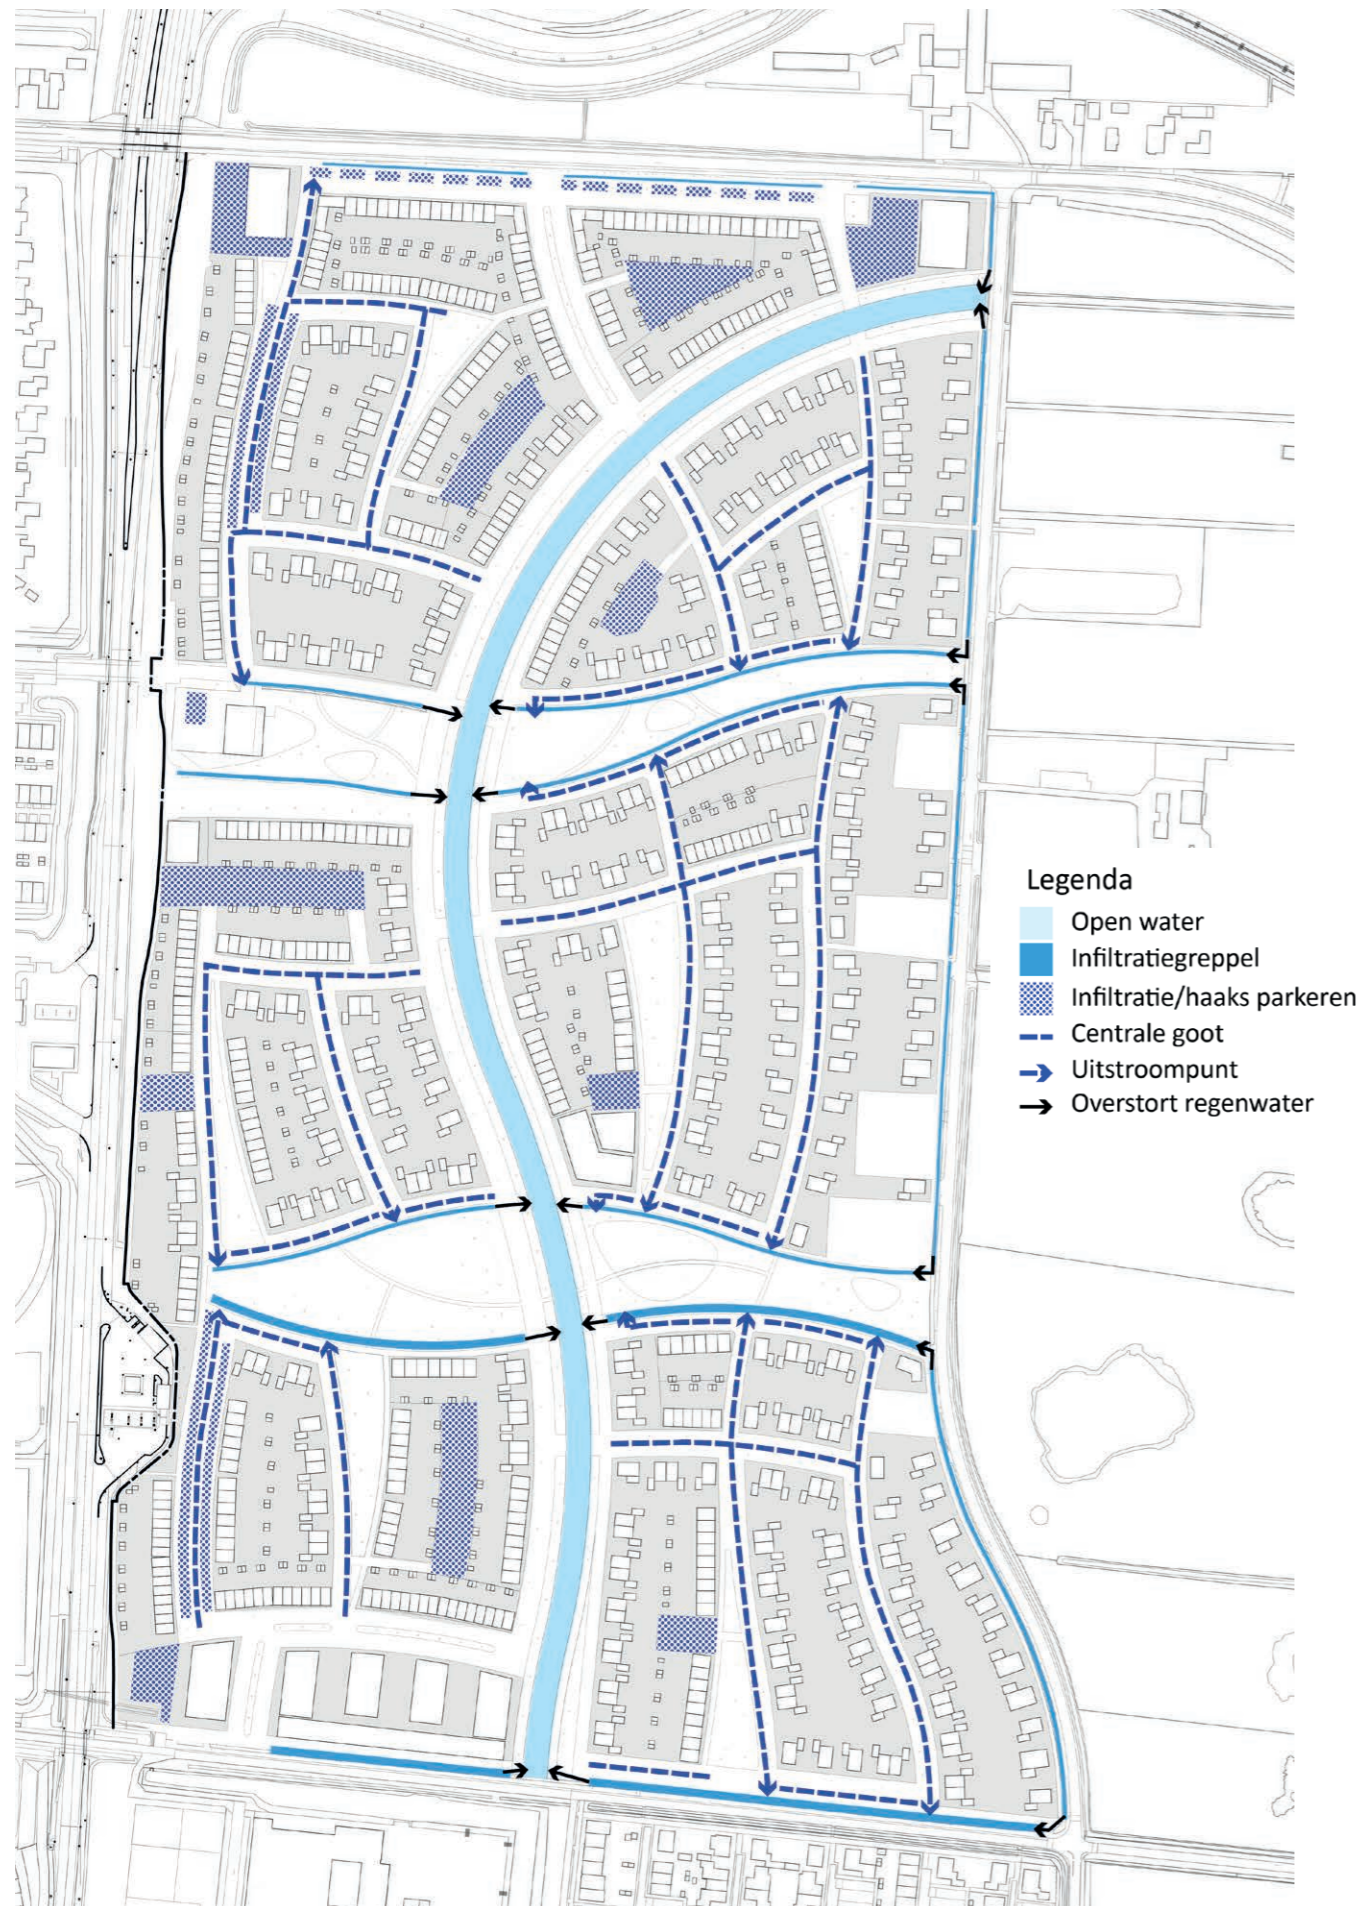 Legenda
Open water
Infiltratiegreppel
Infiltratie/haaks parkeren
Centrale goot
Uitstroompunt
Overstort regenwater